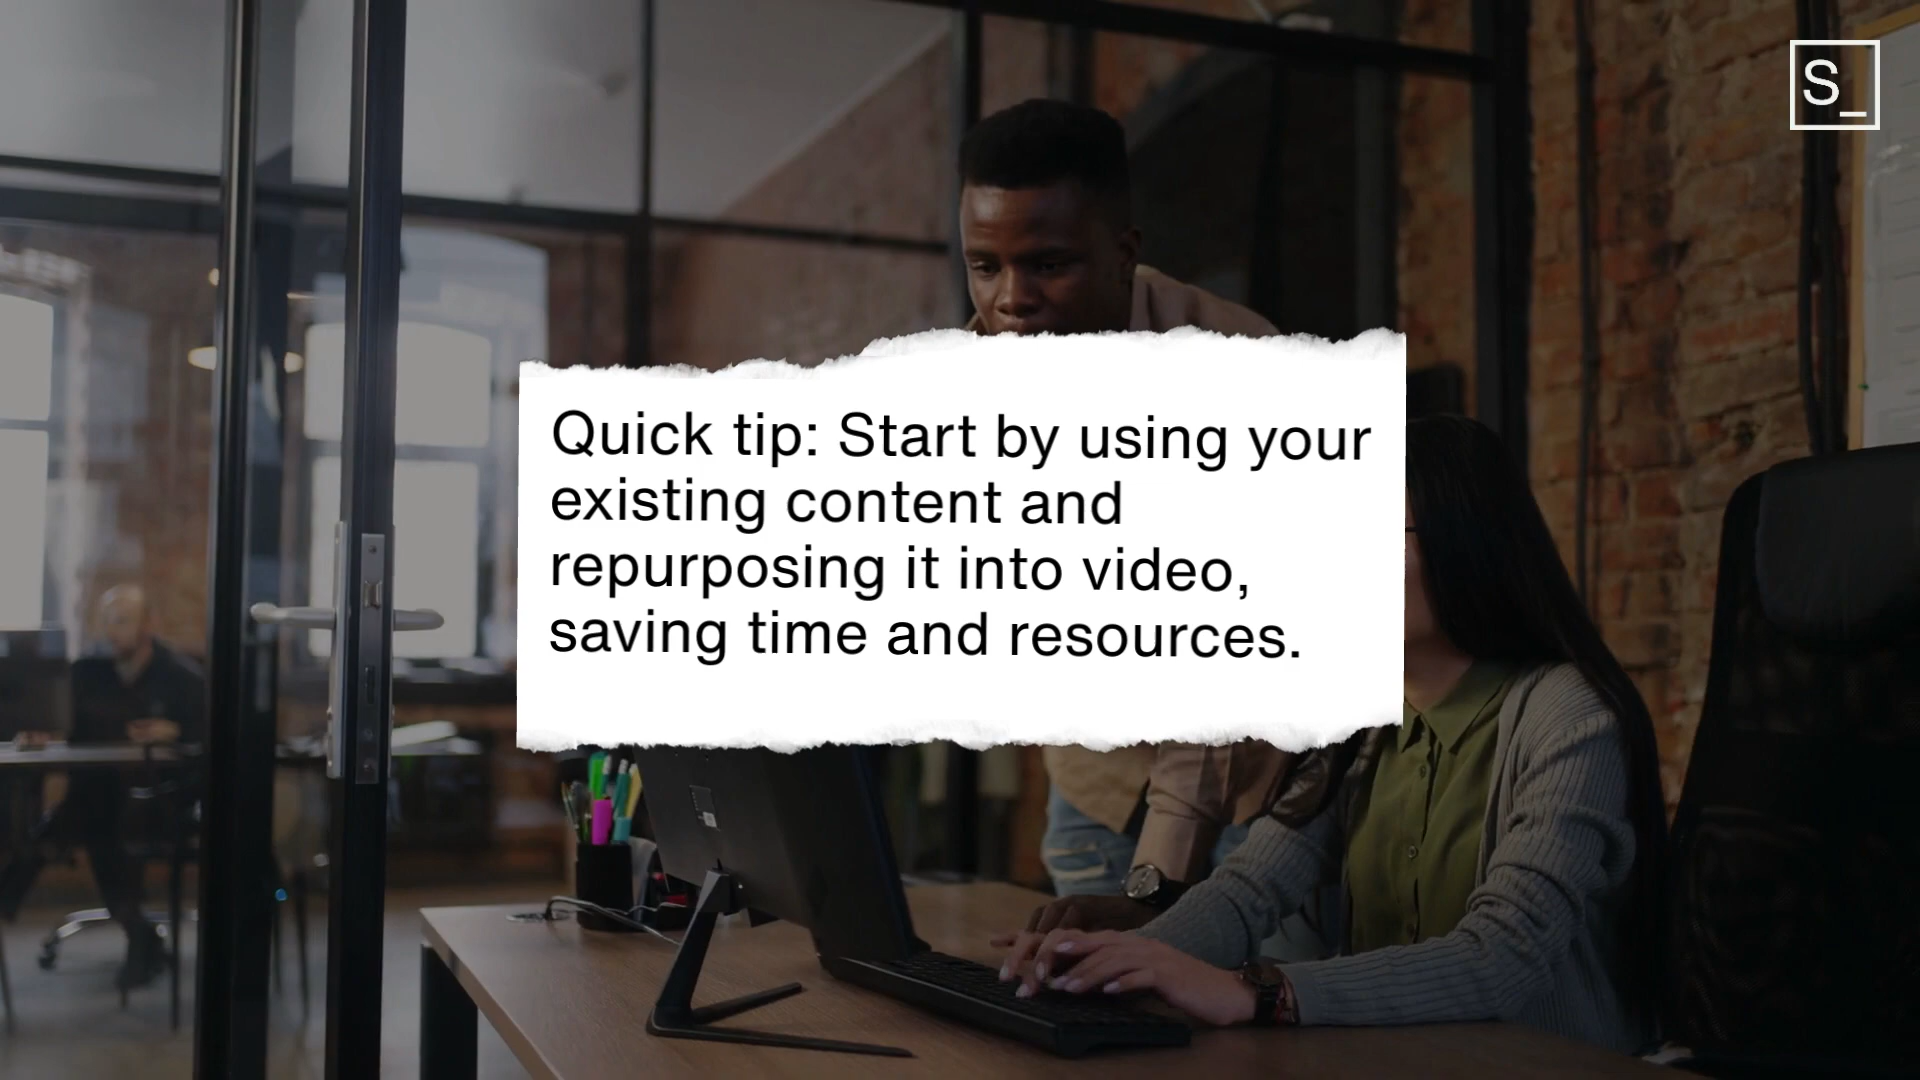 S_
Quick tip: Start by using your
existing content and
repurposing it into video,
saving time and resources.